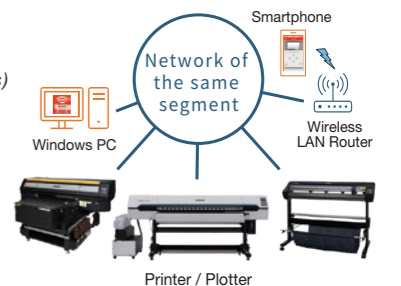 Smartphone
Network of
the same
segment
s)
Windows PC
Wireless
LAN Router
Printer / Plotter